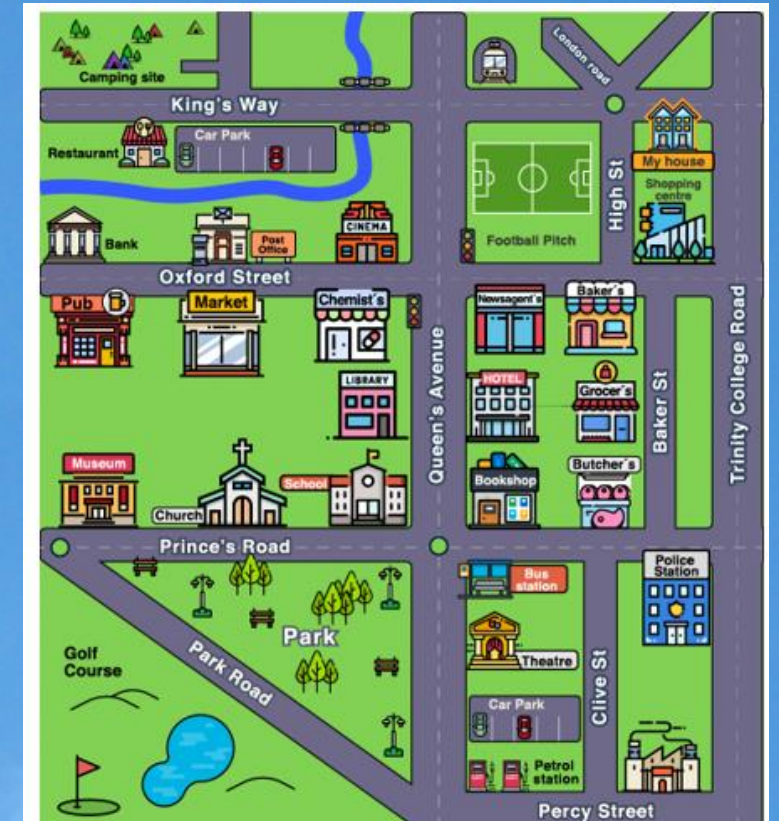 London road
Camping site
King's Way
Restaurant
Car Park
My house
Shopping
centre
High St
Football Pitch
Bank
Post
Office
CINEMA
Oxford Street
Pub
Market
Chemist's
Newsagent's
Baker's
LIBRARY
Queen's Avenue
HOTEL
Grocer's
Baker St
Trinity College Road
Museum
Church
School
Bookshop
Butcher's
Prince's Road
Bus
station
Police
Station
Park
Theatre
Golf
Course
Park Road
Clive St
Car Park
Petrol
station
Percy Street